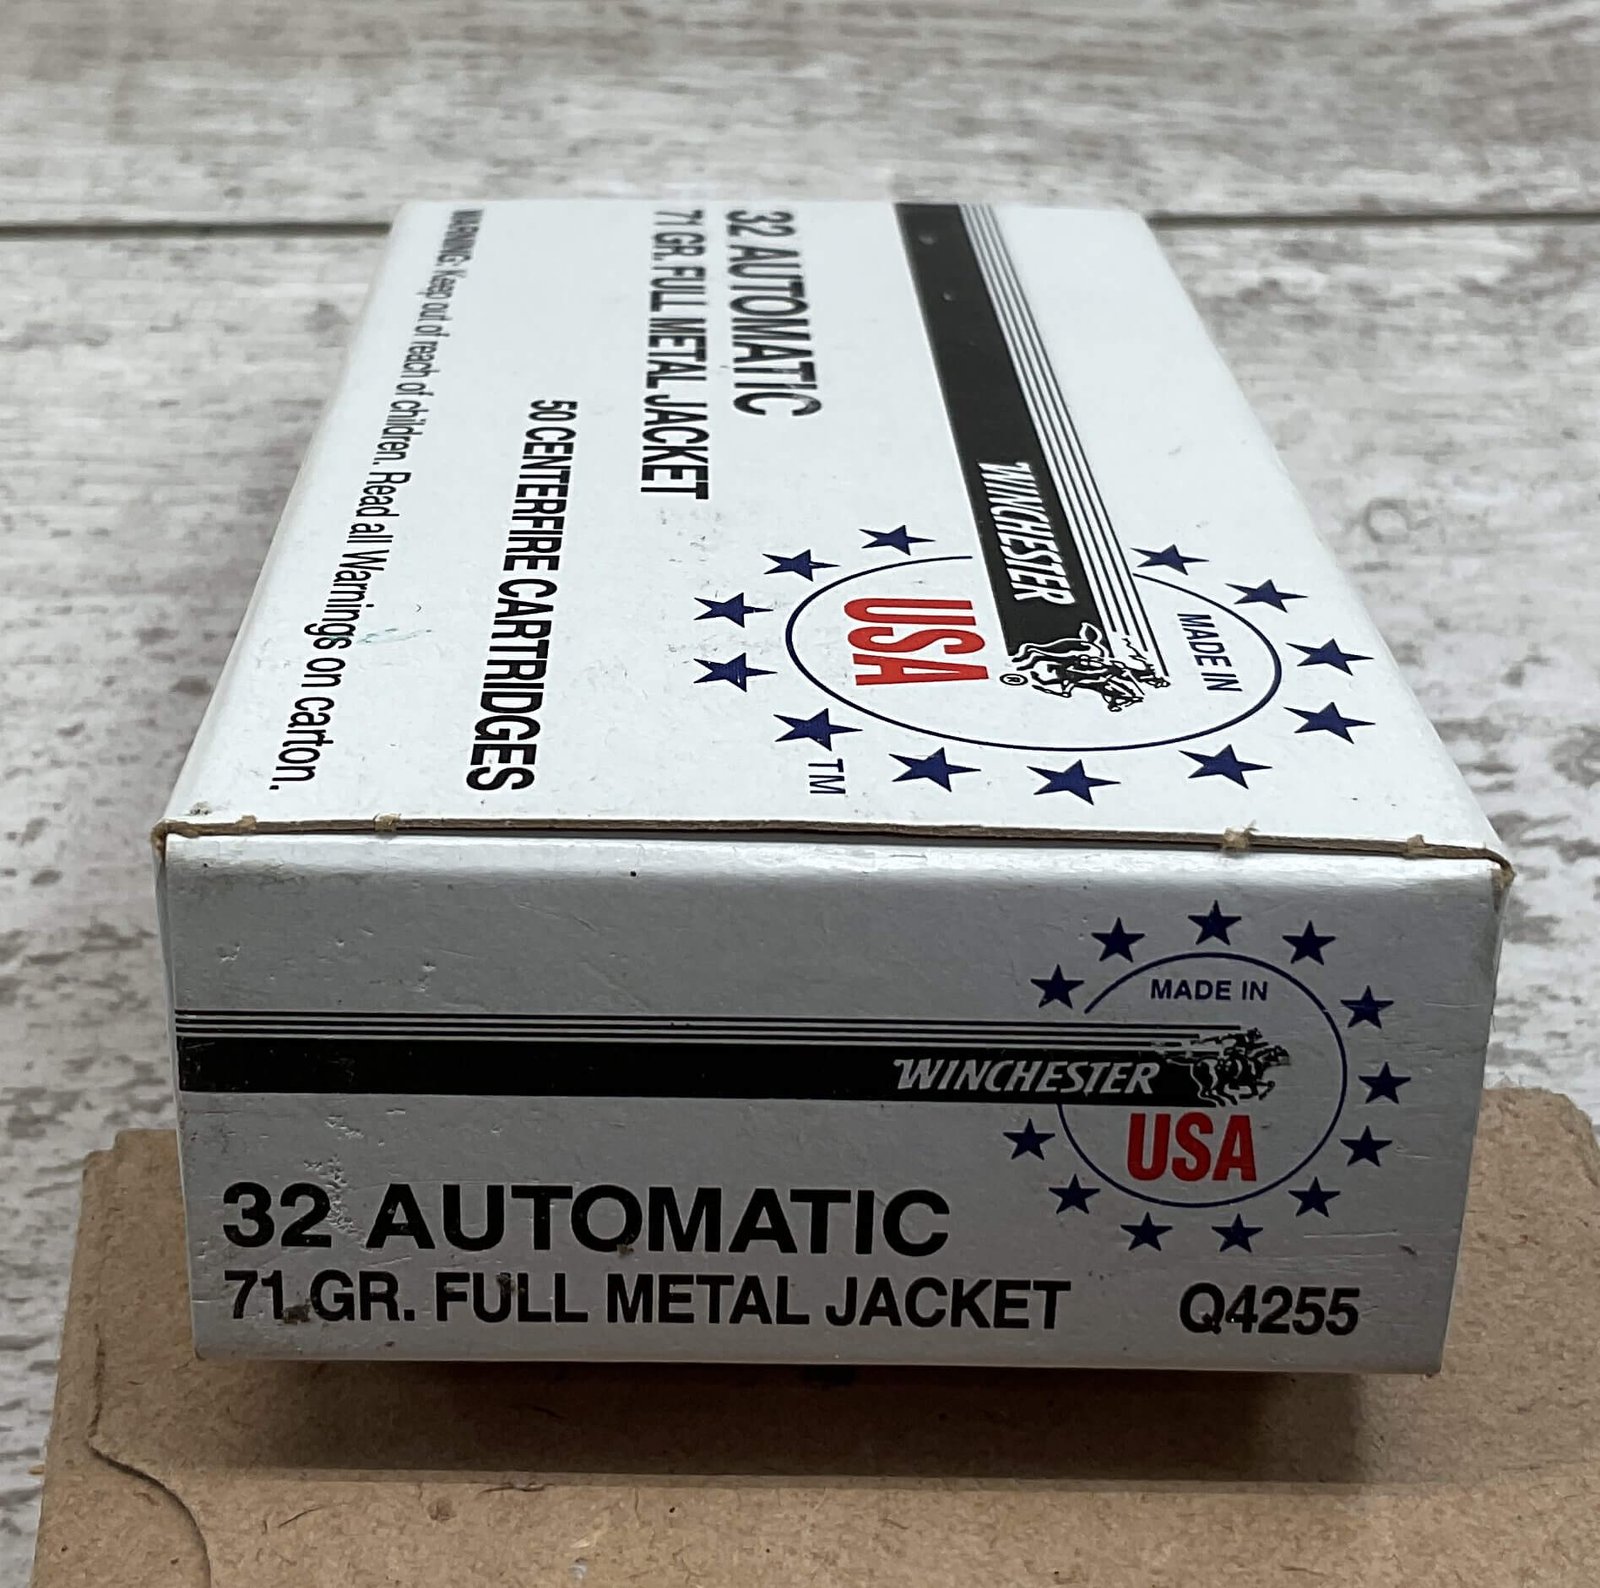 MADE IN
WINCHESTER
®
USA
TM
32 AUTOMATIC
71 GR. FULL METAL JACKET
50 CENTERFIRE CARTRIDGES
WARNING: Keep out of reach of children. Read all Warnings on carton.
MADE IN
WINCHESTER
USA
32 AUTOMATIC
71 GR. FULL METAL JACKET Q4255